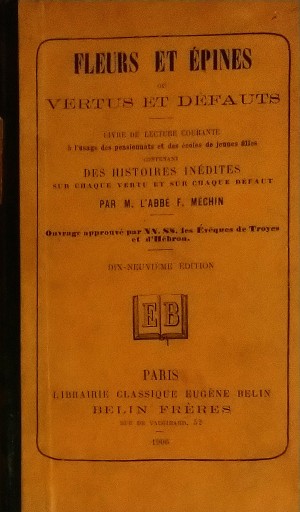 FLEURS ET ÉPINES
OU
VERTUS ET DÉFAUTS
LIVRE DE LECTURE COURANTE
à l'usage des pensionnats et des écoles de jeunes filles
CONTENANT
DES HISTOIRES INÉDITES
SUR CHAQUE VERTU ET SUR CHAQUE DÉFAUT
PAR M. L'ABBÉ F. MÉCHIN
Ouvrage approuvé par NN. SS. les Évêques de Troyes
et d'Hébron.
DIX-NEUVIÈME ÉDITION
EB
PARIS
LIBRAIRIE CLASSIQUE EUGÈNE BELIN
BELIN FRÈRES
RUE DE VAUGIRARD, 52
1906